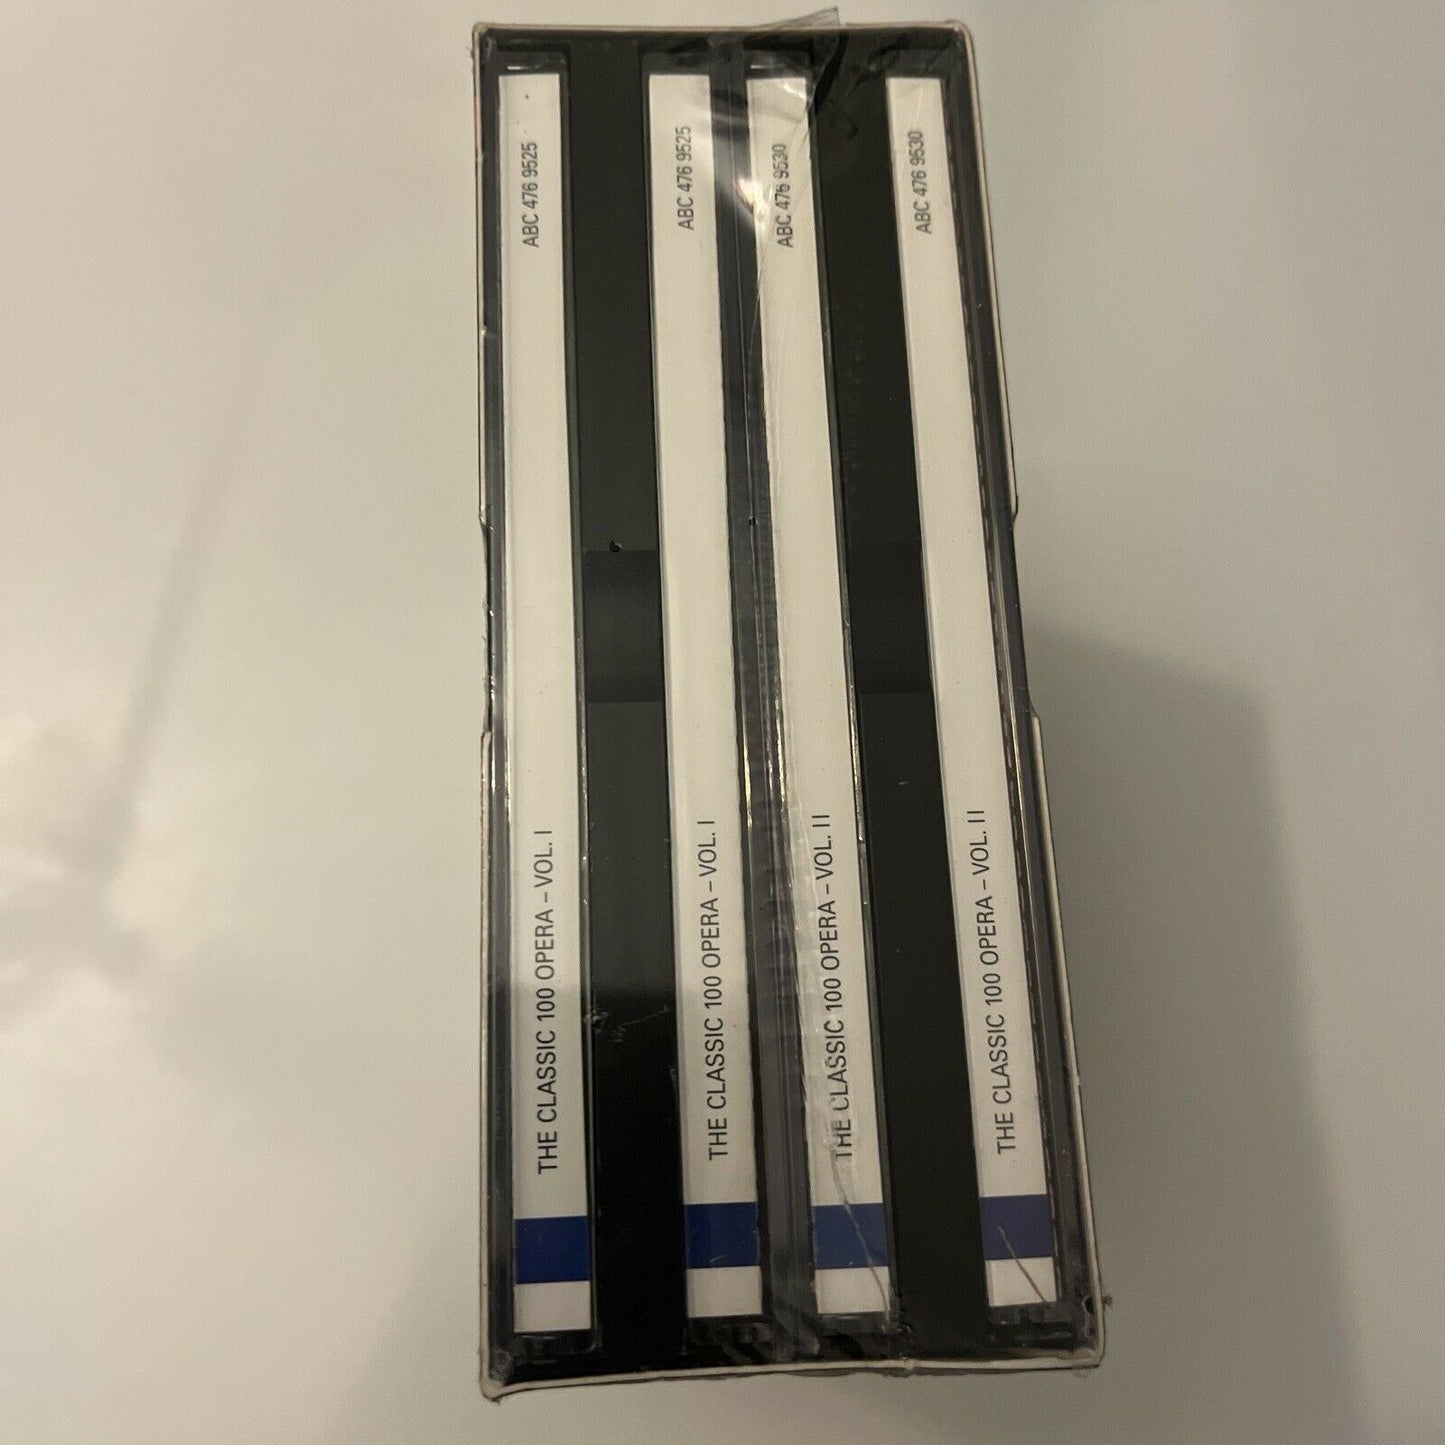 THE CLASSIC 100 OPERA – VOL. I ABC 476 9525
THE CLASSIC 100 OPERA – VOL. I ABC 476 9525
THE CLASSIC 100 OPERA – VOL. II ABC 476 9530
THE CLASSIC 100 OPERA – VOL. II ABC 476 9530